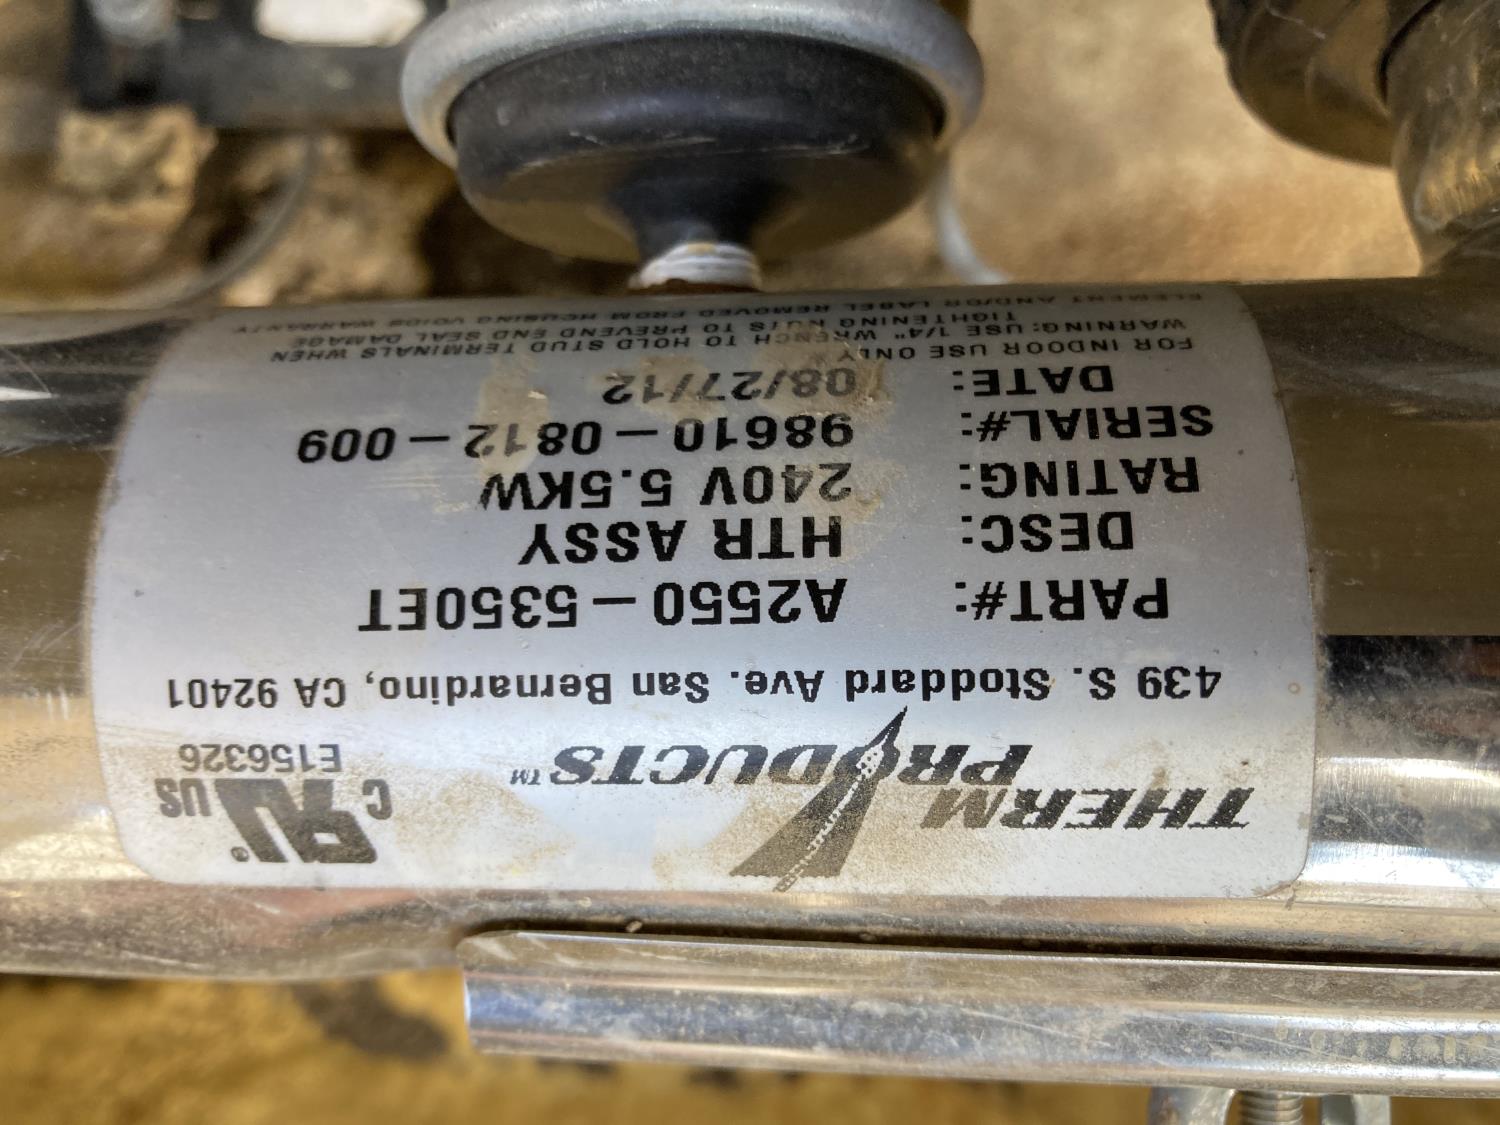 THERM
PRODUCTS™
c RU ® US
E156326
439 S. Stoddard Ave. San Bernardino, CA 92401
PART#: A2550-5350ET
DESC: HTR ASSY
RATING: 240V 5.5KW
SERIAL#: 98610-0812-009
DATE: 08/27/12
FOR INDOOR USE ONLY
WARNING: USE 1/4" WRENCH TO HOLD STUD TERMINALS WHEN
TIGHTENING NUTS TO PREVEND END SEAL DAMAGE
ELEMENT AND/OR LABEL REMOVED FROM HOUSING VOIDS WARRANTY